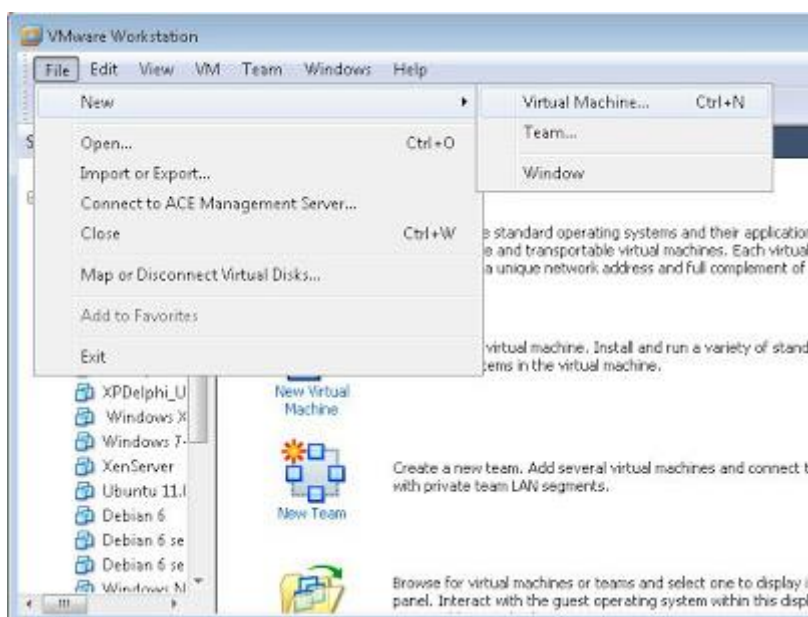 VMware Workstation
File Edit View VM Team Windows Help
New
Virtual Machine... Ctrl+N
Team...
Window
Open... Ctrl+O
Import or Export...
Connect to ACE Management Server...
Close Ctrl+W
Map or Disconnect Virtual Disks...
Add to Favorites
Exit
S
standard operating systems and their application
and transportable virtual machines. Each virtual
a unique network address and full complement of
virtual machine. Install and run a variety of stand
ems in the virtual machine.
XPDelphi_U
Windows X
Windows 7-
XenServer
Ubuntu 11.
Debian 6
Debian 6 se
Debian 6 se
Windows N
New Virtual
Machine
Create a new team. Add several virtual machines and connect t
with private team LAN segments.
New Team
Browse for virtual machines or teams and select one to display i
panel. Interact with the guest operating system within this displ